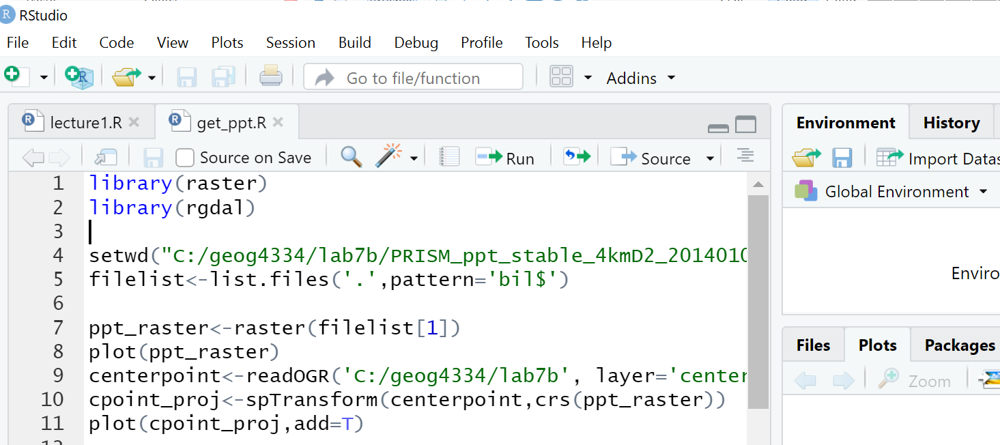 RStudio
File Edit Code View Plots Session Build Debug Profile Tools Help
Go to file/function Addins
lecture1.R get_ppt.R
Source on Save Run Source
1 library(raster)
2 library(rgdal)
3
4 setwd("C:/geog4334/lab7b/PRISM_ppt_stable_4kmD2_2014010
5 filelist<-list.files('.',pattern='bil$')
6
7 ppt_raster<-raster(filelist[1])
8 plot(ppt_raster)
9 centerpoint<-readOGR('C:/geog4334/lab7b', layer='center
10 cpoint_proj<-spTransform(centerpoint,crs(ppt_raster))
11 plot(cpoint_proj,add=T)
Environment History
Import Datas
Global Environment
Enviro
Files Plots Packages
Zoom